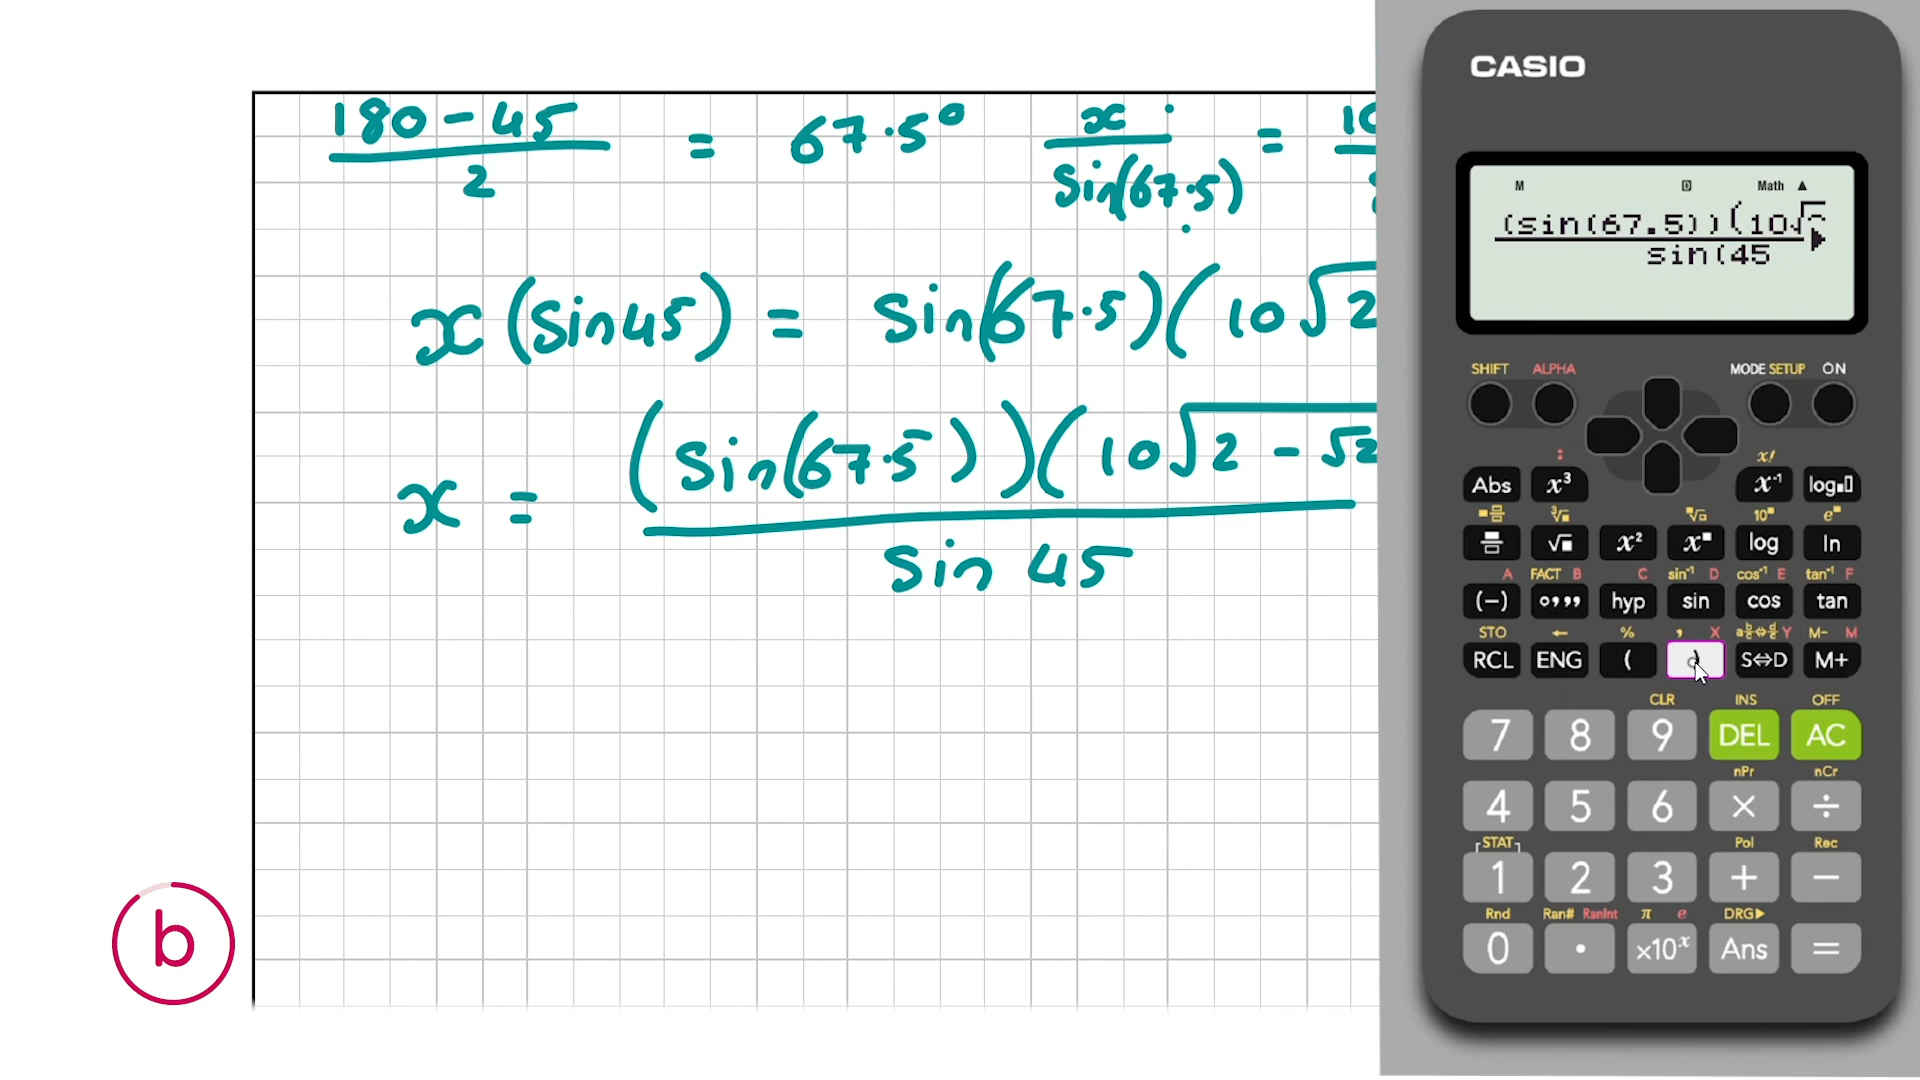 180 - 45 / 2 = 67.5° x / sin(67.5) = 10
x (sin 45) = sin(67.5)(10√2
x = (sin(67.5))(10√2 - √2 / sin 45
b
CASIO
M D Math ▲
(sin(67.5))(10√
sin(45
SHIFT ALPHA MODE SETUP ON
: x!
Abs x³ x⁻¹ log
³√ 10 e
√ x² x log ln
A FACT B C sin⁻¹ D cos⁻¹ E tan⁻¹ F
(−) °,,, hyp sin cos tan
STO ← % , X a b/c⇔d/c Y M- M
RCL ENG ( ) S⇔D M+
CLR INS OFF
7 8 9 DEL AC
nPr nCr
4 5 6 × ÷
STAT Pol Rec
1 2 3 + −
Rnd Ran# RanInt π e DRG▶
0 . ×10ˣ Ans =